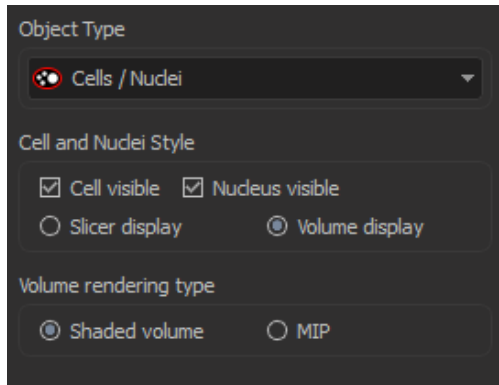 Object Type
Cells / Nuclei
Cell and Nuclei Style
Cell visible Nucleus visible
Slicer display Volume display
Volume rendering type
Shaded volume MIP